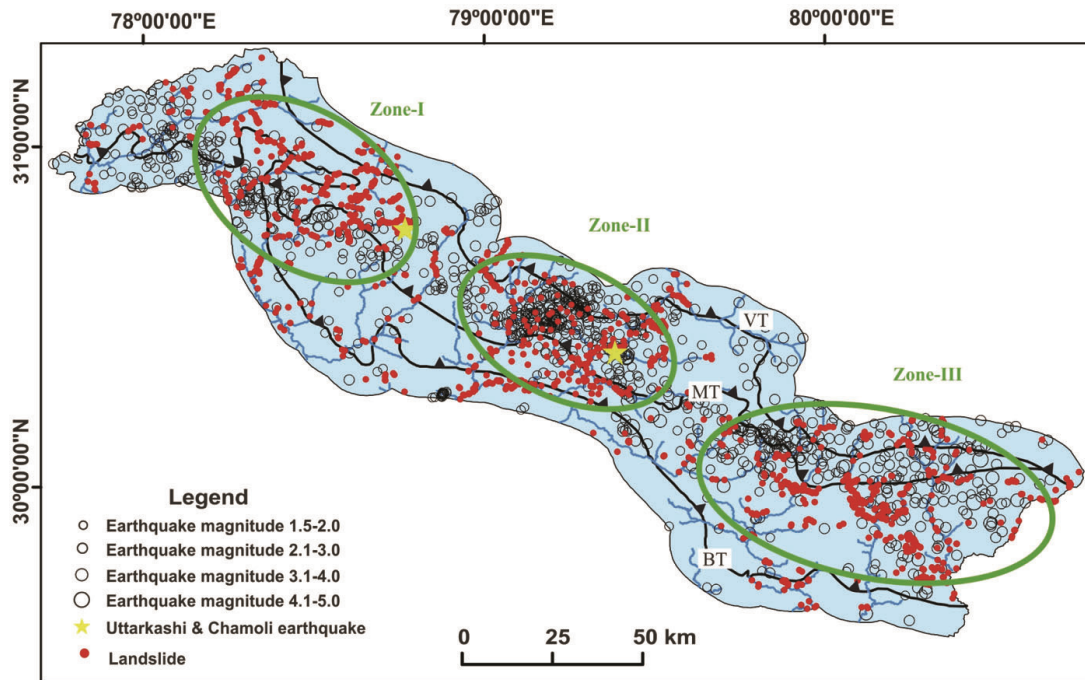 78°00'00"E 79°00'00"E 80°00'00"E
31°00'00"N
30°00'00"N
Zone-I
Zone-II
Zone-III
VT
MT
BT
Legend
Earthquake magnitude 1.5-2.0
Earthquake magnitude 2.1-3.0
Earthquake magnitude 3.1-4.0
Earthquake magnitude 4.1-5.0
Uttarkashi & Chamoli earthquake
Landslide
0 25 50 km